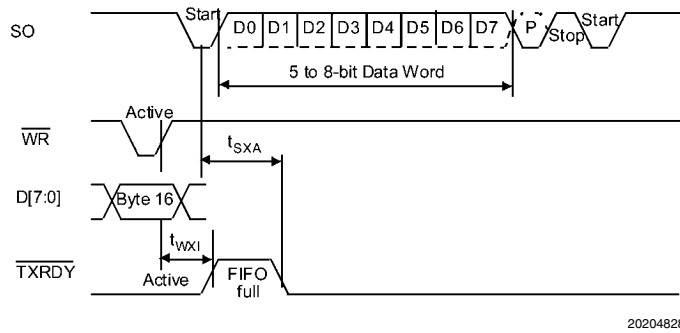 SO
Start
D0 D1 D2 D3 D4 D5 D6 D7
P
Stop
Start
5 to 8-bit Data Word
WR
Active
tSXA
D[7:0]
Byte 16
tWXI
TXRDY
Active
FIFO
full
20204828